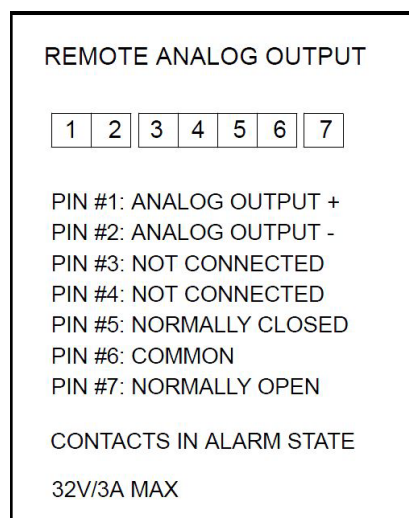 REMOTE ANALOG OUTPUT
1 2 3 4 5 6 7
PIN #1: ANALOG OUTPUT +
PIN #2: ANALOG OUTPUT -
PIN #3: NOT CONNECTED
PIN #4: NOT CONNECTED
PIN #5: NORMALLY CLOSED
PIN #6: COMMON
PIN #7: NORMALLY OPEN
CONTACTS IN ALARM STATE
32V/3A MAX